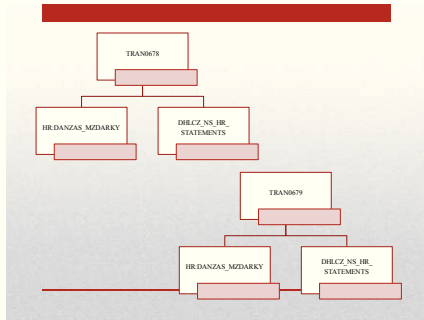 TRAN0678
HR:DANZAS_MZDARKY
DHLCZ_NS_HR_
STATEMENTS
TRAN0679
HR:DANZAS_MZDARKY
DHLCZ_NS_HR_
STATEMENTS